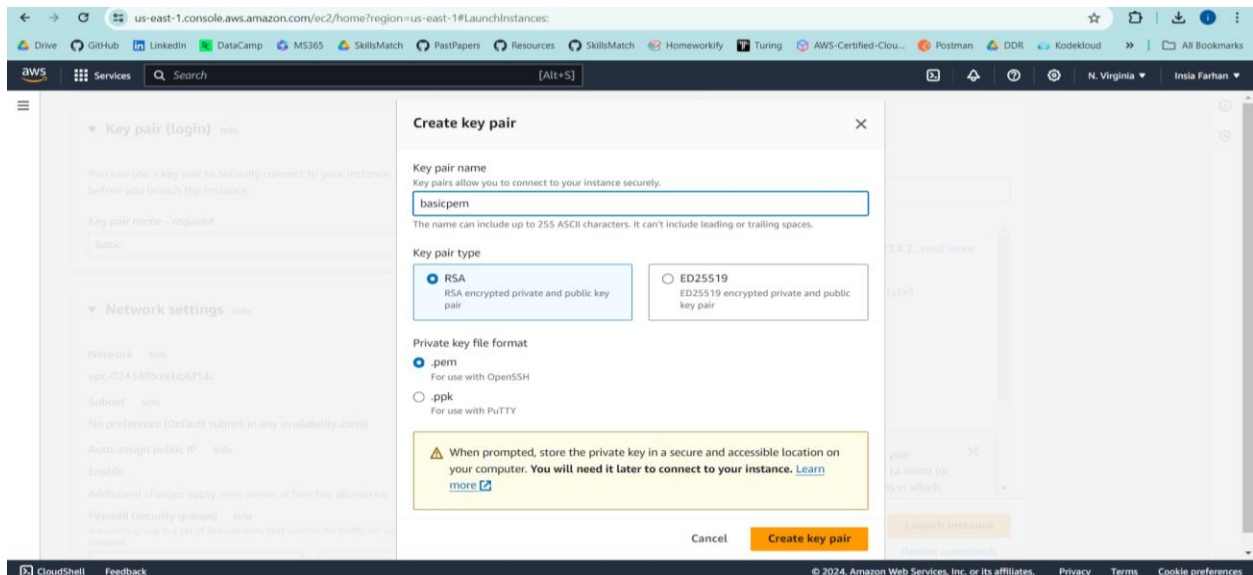 us-east-1.console.aws.amazon.com/ec2/home?region=us-east-1#LaunchInstances:
Drive GitHub LinkedIn DataCamp MS365 SkillsMatch PastPapers Resources SkillsMatch Homeworkify Turing AWS-Certified-Clou... Postman DDR Kodekloud » All Bookmarks
aws Services Search [Alt+S] N. Virginia ▼ Insia Farhan ▼
Key pair (login) Info
You can use a key pair to securely connect to your instance.
before you launch the instance.
Key pair name - required
basic
Network settings Info
Network Info
Subnet Info
No preference (Default subnet in any availability zone)
Auto-assign public IP Info
Enable
Additional charges apply when outside of free tier allowance
Firewall (security groups) Info
Create key pair
Key pair name
Key pairs allow you to connect to your instance securely.
basicpem
The name can include up to 255 ASCII characters. It can't include leading or trailing spaces.
Key pair type
RSA
RSA encrypted private and public key
pair
ED25519
ED25519 encrypted private and public
key pair
Private key file format
.pem
For use with OpenSSH
.ppk
For use with PuTTY
When prompted, store the private key in a secure and accessible location on
your computer. You will need it later to connect to your instance. Learn
more
Cancel Create key pair
read more
year
t2.micro (or
in which
Launch instance
Review commands
CloudShell Feedback © 2024, Amazon Web Services, Inc. or its affiliates. Privacy Terms Cookie preferences